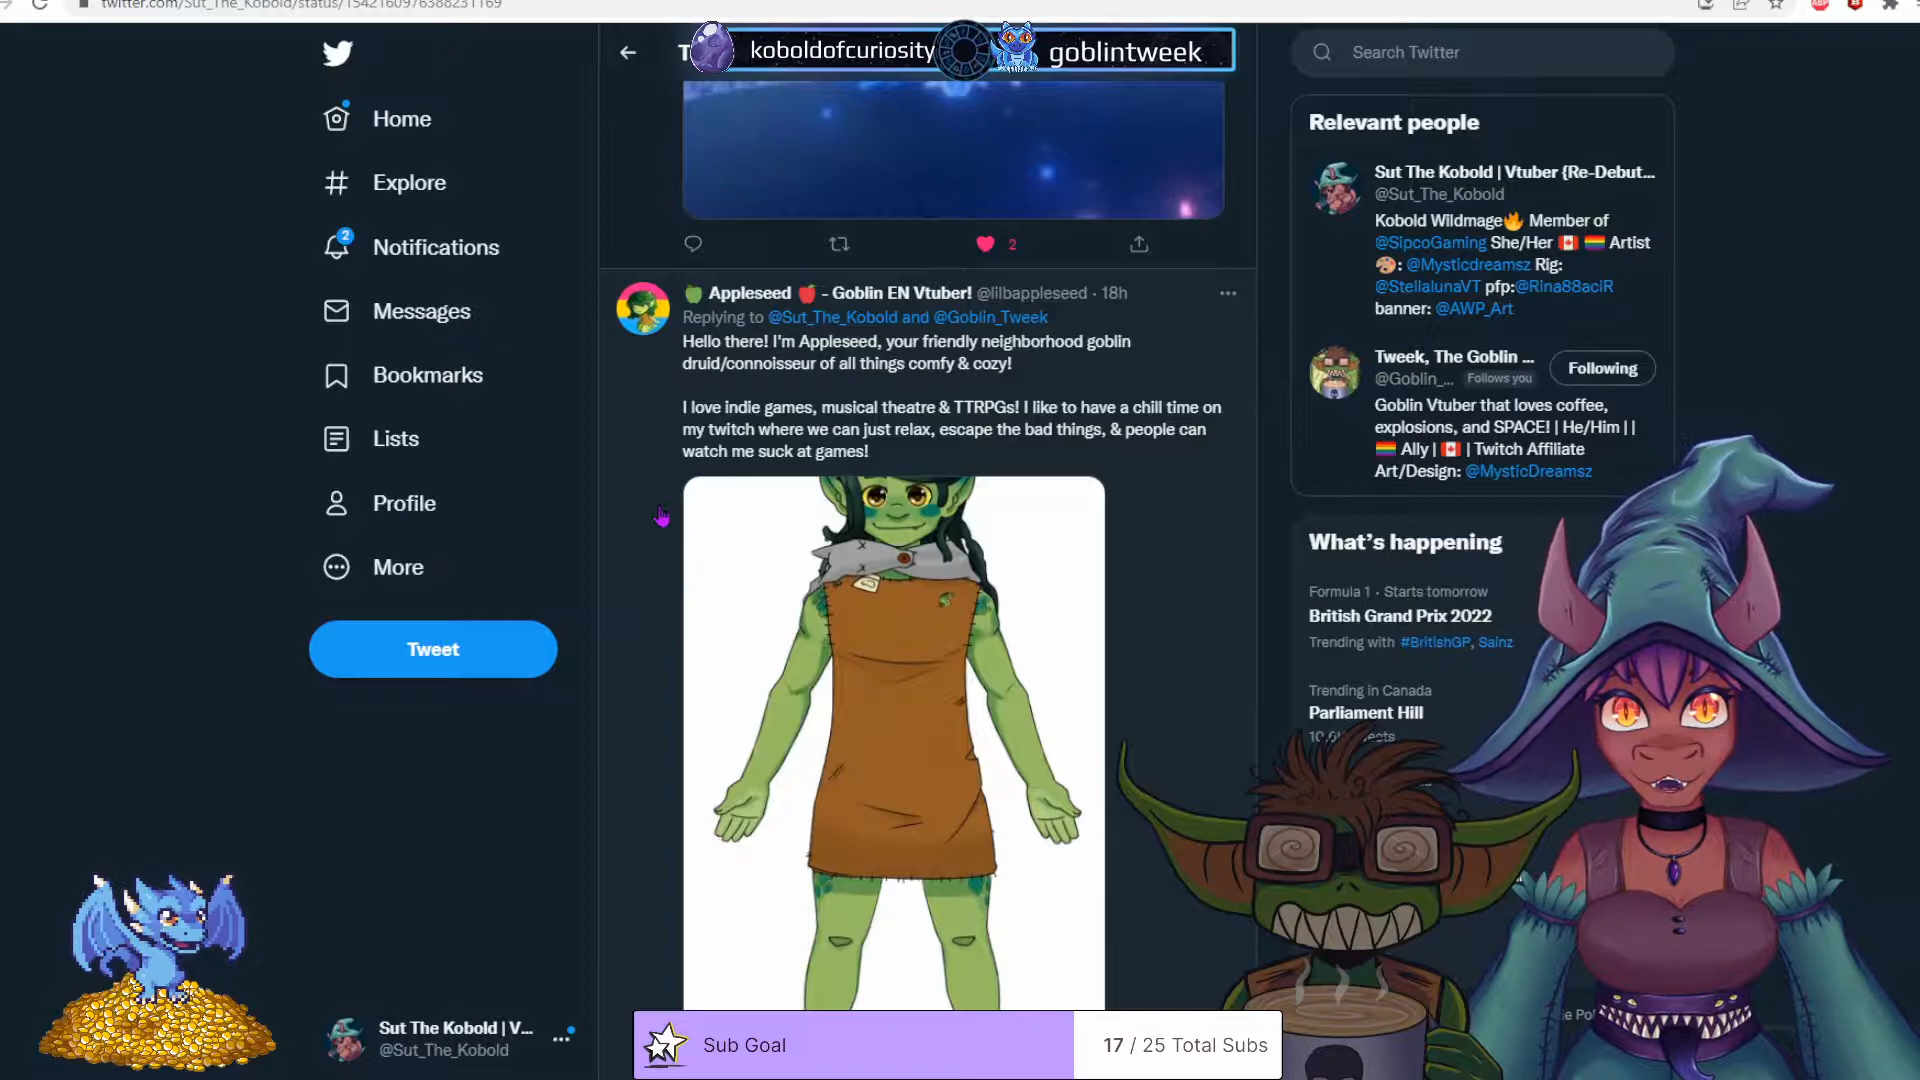 twitter.com/Sut_The_Kobold/status/1542160976388231169
koboldofcuriosity
goblintweek
Search Twitter
Home
Explore
2
Notifications
Messages
Bookmarks
Lists
Profile
More
Tweet
Sut The Kobold | V...
@Sut_The_Kobold
2
Appleseed - Goblin EN Vtuber! @lilbappleseed · 18h
Replying to @Sut_The_Kobold and @Goblin_Tweek
Hello there! I'm Appleseed, your friendly neighborhood goblin
druid/connoisseur of all things comfy & cozy!
I love indie games, musical theatre & TTRPGs! I like to have a chill time on
my twitch where we can just relax, escape the bad things, & people can
watch me suck at games!
Relevant people
Sut The Kobold | Vtuber {Re-Debut...
@Sut_The_Kobold
Kobold Wildmage🔥 Member of
@SipcoGaming She/Her 🇨🇦 🏳️‍🌈 Artist
🎨: @Mysticdreamsz Rig:
@StellalunaVT pfp:@Rina88aciR
banner: @AWP_Art
Tweek, The Goblin ...
Following
@Goblin_... Follows you
Goblin Vtuber that loves coffee,
explosions, and SPACE! | He/Him | |
🏳️‍🌈 Ally | 🇨🇦 | Twitch Affiliate
Art/Design: @MysticDreamsz
What's happening
Formula 1 · Starts tomorrow
British Grand Prix 2022
Trending with #BritishGP, Sainz
Trending in Canada
Parliament Hill
Sub Goal
17 / 25 Total Subs